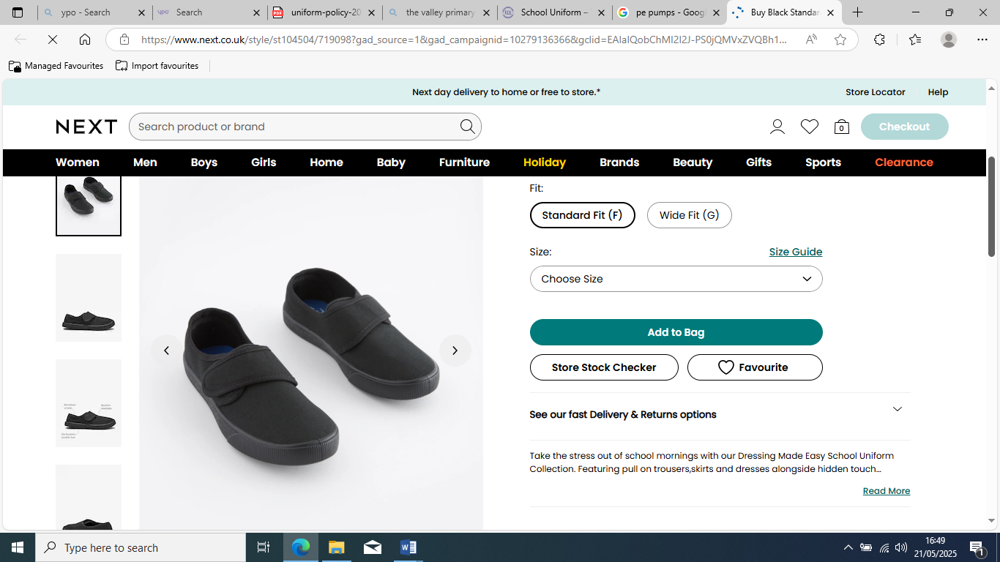 ypo - Search
Search
uniform-policy-20
the valley primary
School Uniform –
pe pumps - Goog
Buy Black Standar
https://www.next.co.uk/style/st104504/719098?gad_source=1&gad_campaignid=10279136366&gclid=EAIaIQobChMI2I2J-PS0jQMVxZVQBh1...
Managed Favourites
Import favourites
Next day delivery to home or free to store.*
Store Locator
Help
NEXT
Search product or brand
0
Checkout
Women Men Boys Girls Home Baby Furniture Holiday Brands Beauty Gifts Sports Clearance
Fit:
Standard Fit (F)
Wide Fit (G)
Size:
Size Guide
Choose Size
Add to Bag
Store Stock Checker
Favourite
See our fast Delivery & Returns options
Take the stress out of school mornings with our Dressing Made Easy School Uniform
Collection. Featuring pull on trousers,skirts and dresses alongside hidden touch...
Read More
Type here to search
16:49
21/05/2025
1